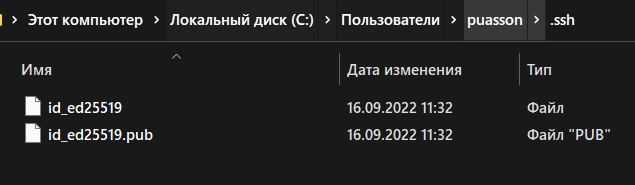 Этот компьютер > Локальный диск (C:) > Пользователи > puasson > .ssh
Имя Дата изменения Тип
id_ed25519 16.09.2022 11:32 Файл
id_ed25519.pub 16.09.2022 11:32 Файл "PUB"